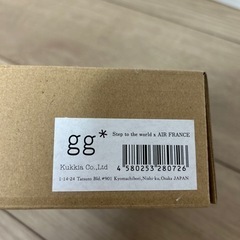 gg*
Step to the world x AIR FRANCE
Kukkia Co.,Ltd
4 580253 280726
1-14-24 Tatsuto Bld. #901 Kyomachibori, Nishi-ku, Osaka JAPAN